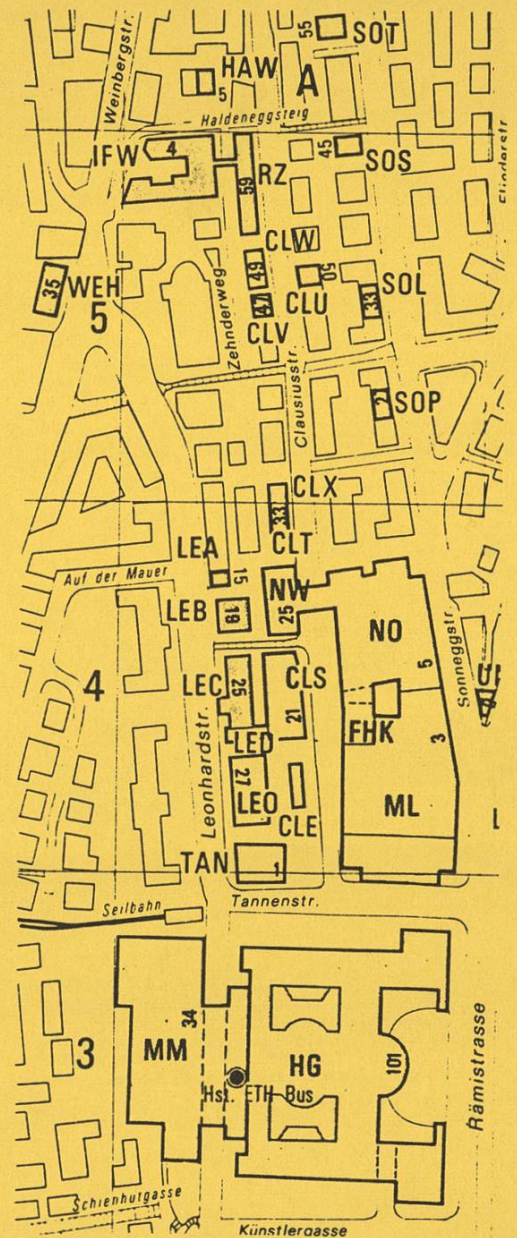 55
SOT
Weinbergstr.
HAW
5
A
Haldeneggsteig
IFW
4
45
SOS
RZ
59
CLW
WEH
35
49
50
SOL
33
5
Zehnderweg
47
CLU
CLV
Clausiusstr.
2
SOP
CLX
33
CLT
LEA
15
Auf der Mauer
NW
25
LEB
19
NO
5
Sonneggstr.
4
LEC
25
CLS
21
FHK
3
LED
Leonhardstr.
27
LEO
CLE
ML
L
TAN
1
Tannenstr.
Seilbahn
34
3
MM
HG
101
Rämistrasse
Hst. ETH-Bus
Schienhutgasse
Künstlergasse